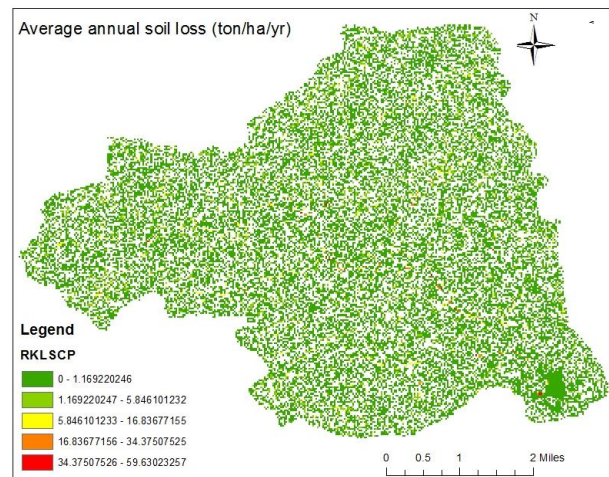 Average annual soil loss (ton/ha/yr)
N
Legend
RKLSCP
0 - 1.169220246
1.169220247 - 5.846101232
5.846101233 - 16.83677155
16.83677156 - 34.37507525
34.37507526 - 59.63023257
0 0.5 1 2 Miles